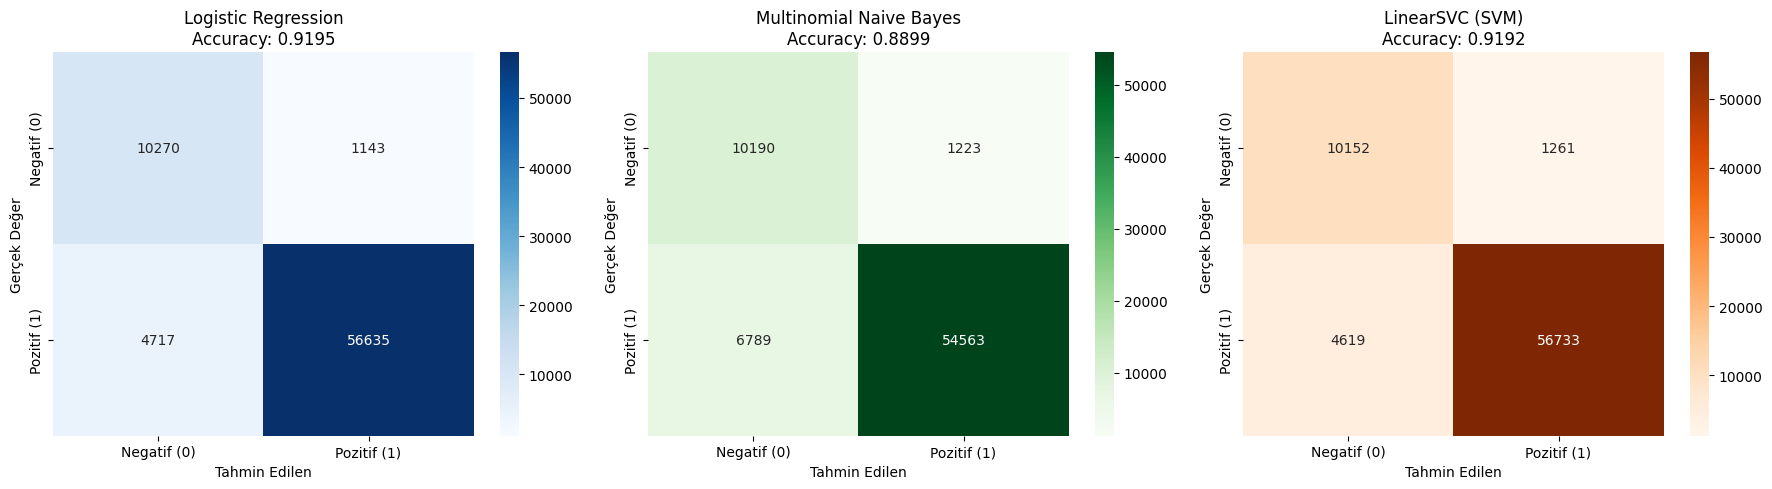 Logistic Regression
Accuracy: 0.9195
Negatif (0)
Pozitif (1)
Gerçek Değer
10270
1143
4717
56635
Negatif (0)
Pozitif (1)
Tahmin Edilen
50000
40000
30000
20000
10000
Multinomial Naive Bayes
Accuracy: 0.8899
Negatif (0)
Pozitif (1)
Gerçek Değer
10190
1223
6789
54563
Negatif (0)
Pozitif (1)
Tahmin Edilen
50000
40000
30000
20000
10000
LinearSVC (SVM)
Accuracy: 0.9192
Negatif (0)
Pozitif (1)
Gerçek Değer
10152
1261
4619
56733
Negatif (0)
Pozitif (1)
Tahmin Edilen
50000
40000
30000
20000
10000